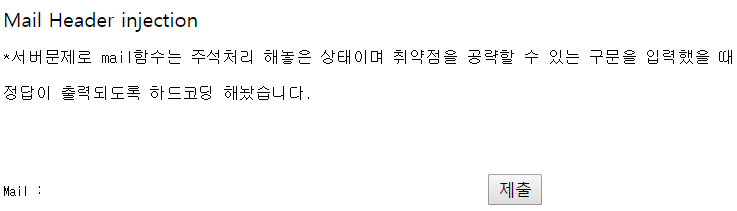 Mail Header injection
*서버문제로 mail함수는 주석처리 해놓은 상태이며 취약점을 공략할 수 있는 구문을 입력했을 때
정답이 출력되도록 하드코딩 해놨습니다.
Mail : 제출